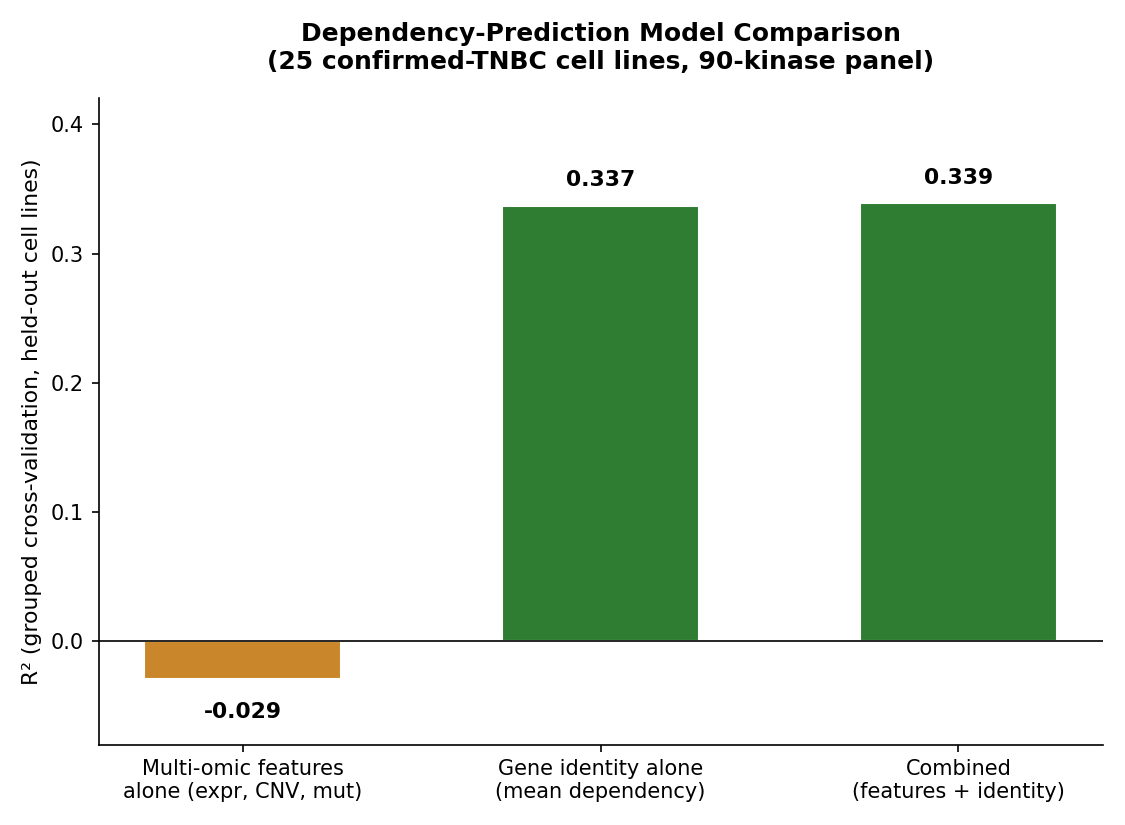 Dependency-Prediction Model Comparison
(25 confirmed-TNBC cell lines, 90-kinase panel)
R² (grouped cross-validation, held-out cell lines)
0.4
0.3
0.2
0.1
0.0
-0.029
0.337
0.339
Multi-omic features
alone (expr, CNV, mut)
Gene identity alone
(mean dependency)
Combined
(features + identity)